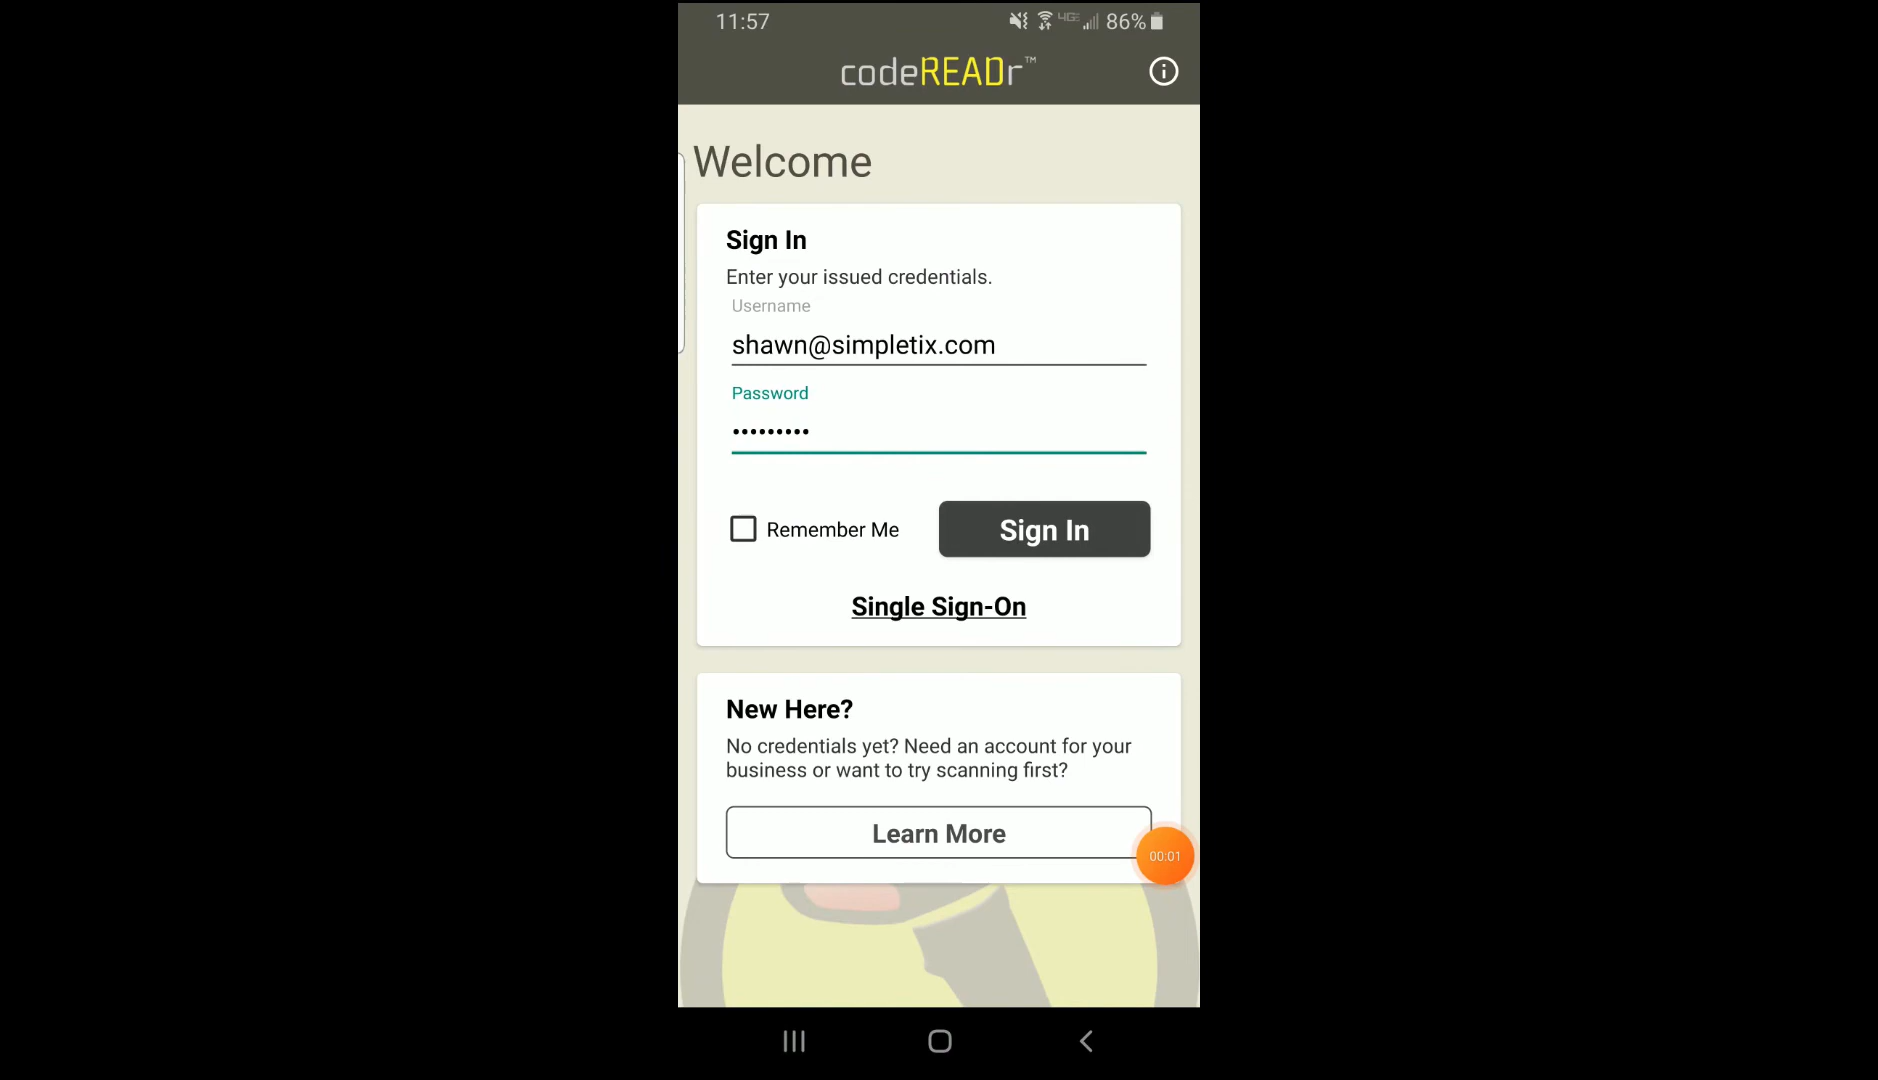 11:57
4GE 86%
codeREADr™
Welcome
Sign In
Enter your issued credentials.
Username
shawn@simpletix.com
Password
•••••••••
Remember Me
Sign In
Single Sign-On
New Here?
No credentials yet? Need an account for your
business or want to try scanning first?
Learn More
00:01